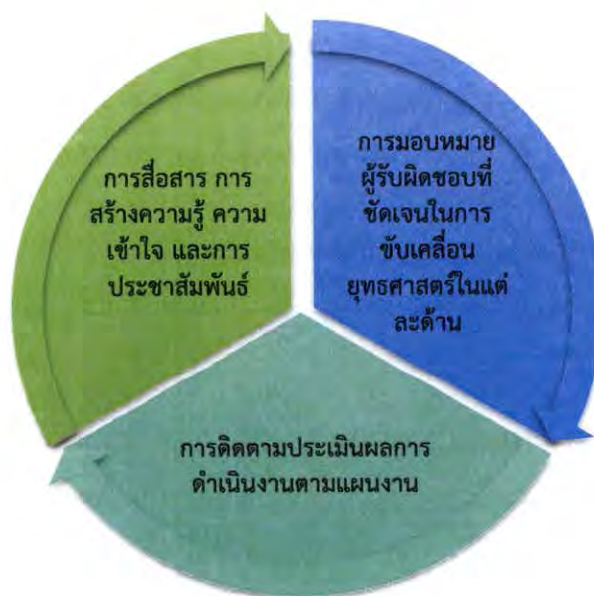 การสื่อสาร การ
สร้างความรู้ ความ
เข้าใจ และการ
ประชาสัมพันธ์
การมอบหมาย
ผู้รับผิดชอบที่
ชัดเจนในการ
ขับเคลื่อน
ยุทธศาสตร์ในแต่
ละด้าน
การติดตามประเมินผลการ
ดำเนินงานตามแผนงาน